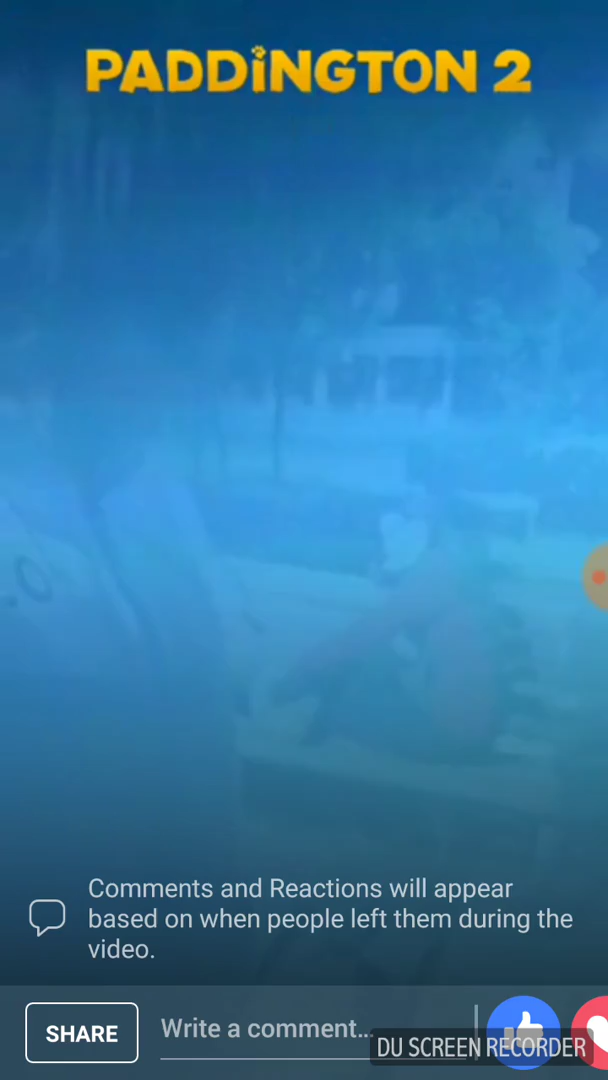 PADDiNGTON 2
Comments and Reactions will appear
based on when people left them during the
video.
SHARE
Write a comment...
DU SCREEN RECORDER